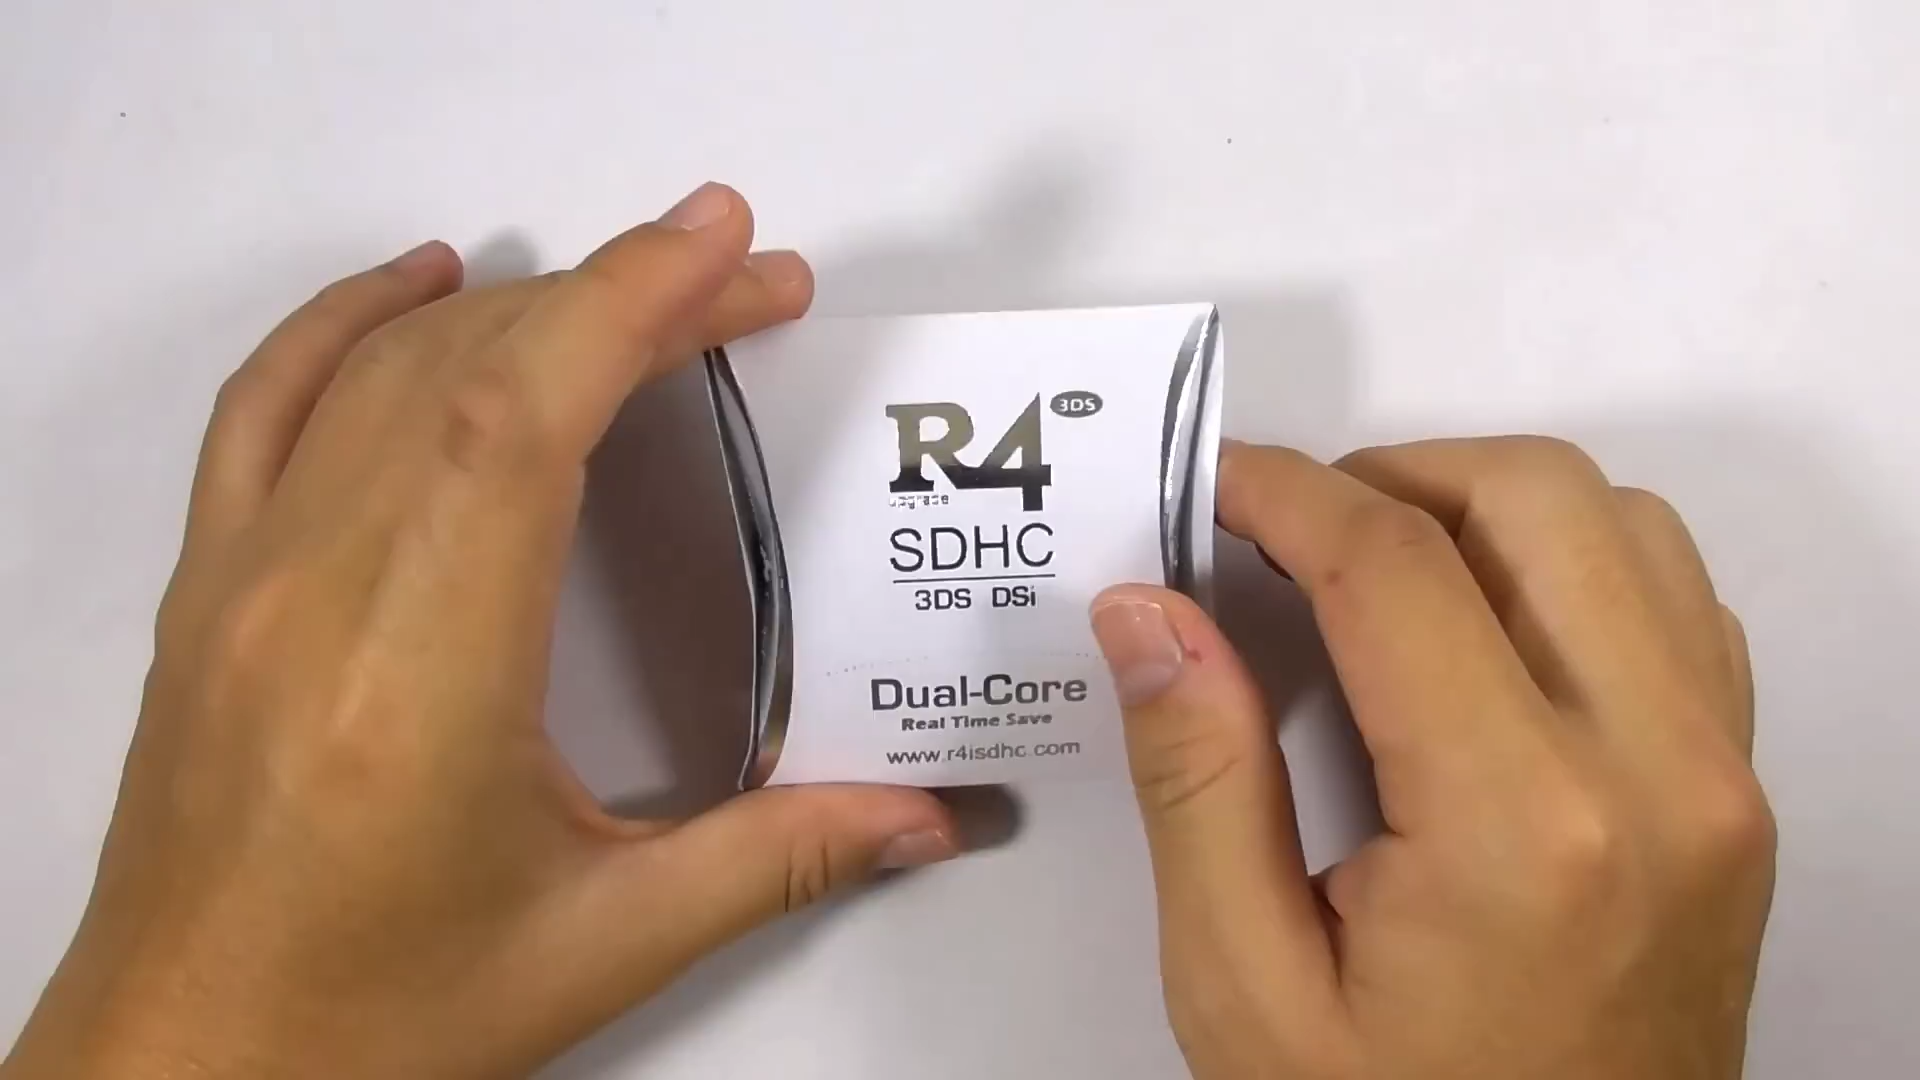 R4 3DS
upgrade
SDHC
3DS DSi
Dual-Core
Real Time Save
www.r4isdhc.com